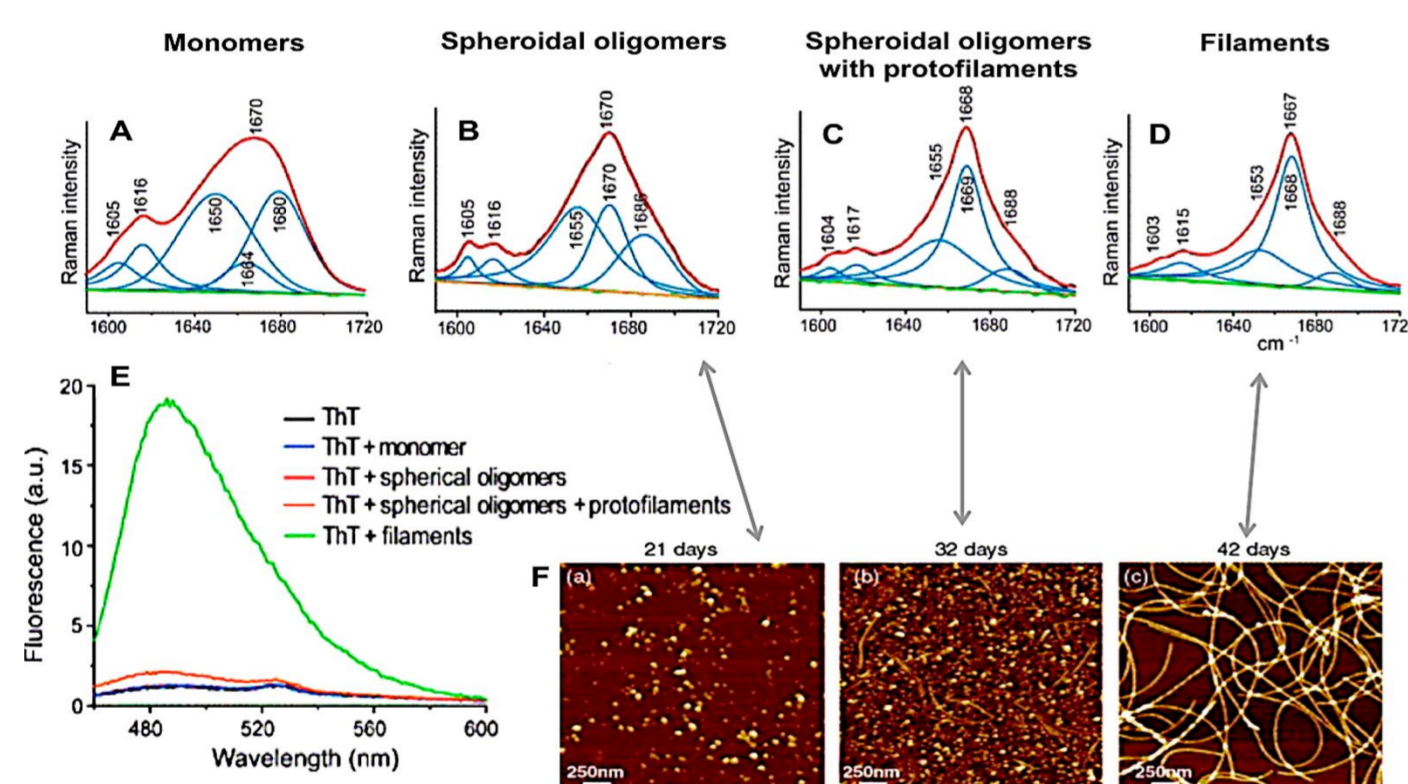 Monomers
Spheroidal oligomers
Spheroidal oligomers
with protofilaments
Filaments
A
Raman intensity
1605
1616
1650
1664
1670
1680
1600 1640 1680 1720
B
Raman intensity
1605
1616
1655
1670
1670
1686
1600 1640 1680 1720
C
Raman intensity
1604
1617
1655
1668
1669
1688
1600 1640 1680 1720
D
Raman intensity
1603
1615
1653
1667
1668
1688
1600 1640 1680 172
cm -1
E
Fluorescence (a.u.)
20
15
10
5
0
480 520 560 600
Wavelength (nm)
ThT
ThT + monomer
ThT + spherical oligomers
ThT + spherical oligomers + protofilaments
ThT + filaments
F
21 days
(a)
250nm
32 days
(b)
250nm
42 days
(c)
250nm